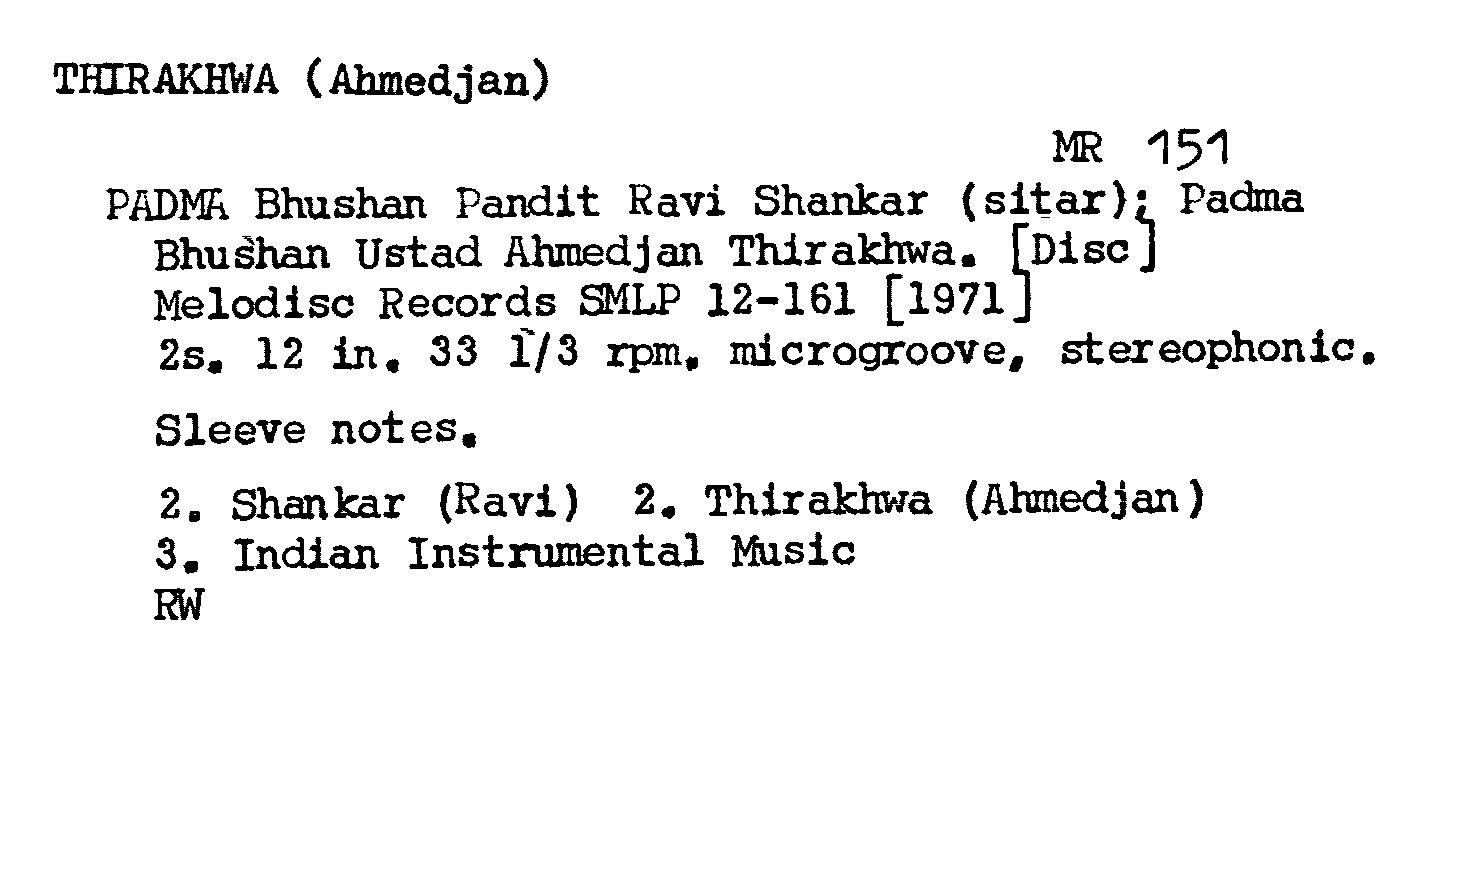 THIRAKHWA (Ahmedjan)
MR 151
PADMA Bhushan Pandit Ravi Shankar (sitar); Padma
Bhushan Ustad Ahmedjan Thirakhwa. [Disc]
Melodisc Records SMLP 12-161 [1971]
2s. 12 in. 33 1/3 rpm. microgroove, stereophonic.
Sleeve notes.
2. Shankar (Ravi) 2. Thirakhwa (Ahmedjan)
3. Indian Instrumental Music
RW